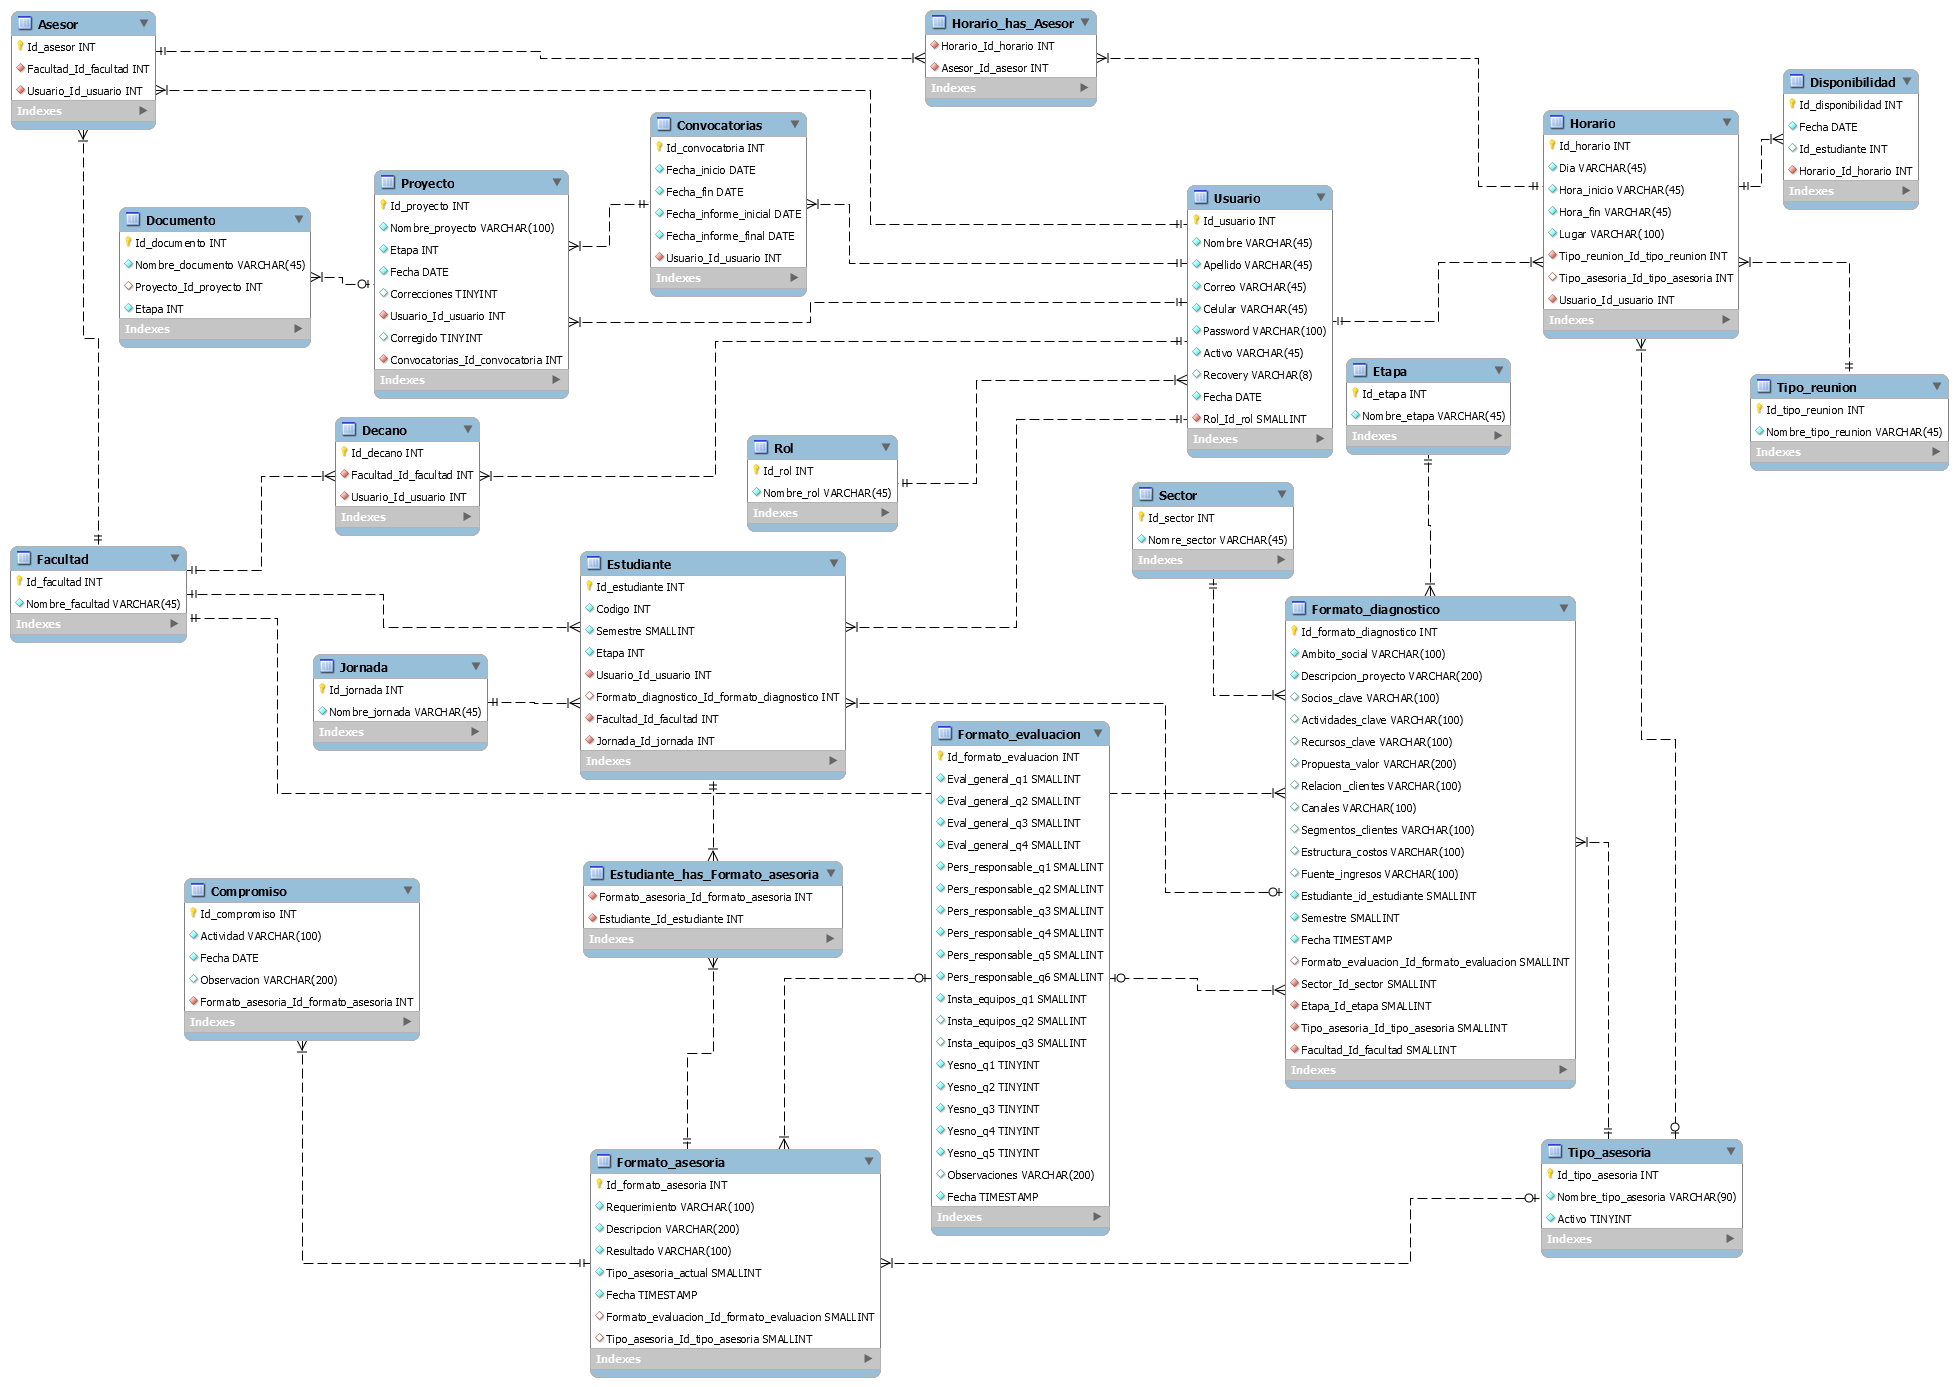 Asesor
Id_asesor INT
Facultad_Id_facultad INT
Usuario_Id_usuario INT
Indexes
Horario_has_Asesor
Horario_Id_horario INT
Asesor_Id_asesor INT
Indexes
Disponibilidad
Id_disponibilidad INT
Fecha DATE
Id_estudiante INT
Horario_Id_horario INT
Indexes
Horario
Id_horario INT
Dia VARCHAR(45)
Hora_inicio VARCHAR(45)
Hora_fin VARCHAR(45)
Lugar VARCHAR(100)
Tipo_reunion_Id_tipo_reunion INT
Tipo_asesoria_Id_tipo_asesoria INT
Usuario_Id_usuario INT
Indexes
Convocatorias
Id_convocatoria INT
Fecha_inicio DATE
Fecha_fin DATE
Fecha_informe_inicial DATE
Fecha_informe_final DATE
Usuario_Id_usuario INT
Indexes
Proyecto
Id_proyecto INT
Nombre_proyecto VARCHAR(100)
Etapa INT
Fecha DATE
Correcciones TINYINT
Usuario_Id_usuario INT
Corregido TINYINT
Convocatorias_Id_convocatoria INT
Indexes
Usuario
Id_usuario INT
Nombre VARCHAR(45)
Apellido VARCHAR(45)
Correo VARCHAR(45)
Celular VARCHAR(45)
Password VARCHAR(100)
Activo VARCHAR(45)
Recovery VARCHAR(8)
Fecha DATE
Rol_Id_rol SMALLINT
Indexes
Documento
Id_documento INT
Nombre_documento VARCHAR(45)
Proyecto_Id_proyecto INT
Etapa INT
Indexes
Etapa
Id_etapa INT
Nombre_etapa VARCHAR(45)
Indexes
Tipo_reunion
Id_tipo_reunion INT
Nombre_tipo_reunion VARCHAR(45)
Indexes
Decano
Id_decano INT
Facultad_Id_facultad INT
Usuario_Id_usuario INT
Indexes
Rol
Id_rol INT
Nombre_rol VARCHAR(45)
Indexes
Sector
Id_sector INT
Nomre_sector VARCHAR(45)
Indexes
Facultad
Id_facultad INT
Nombre_facultad VARCHAR(45)
Indexes
Estudiante
Id_estudiante INT
Codigo INT
Semestre SMALLINT
Etapa INT
Usuario_Id_usuario INT
Formato_diagnostico_Id_formato_diagnostico INT
Facultad_Id_facultad INT
Jornada_Id_jornada INT
Indexes
Formato_diagnostico
Id_formato_diagnostico INT
Ambito_social VARCHAR(100)
Descripcion_proyecto VARCHAR(200)
Socios_clave VARCHAR(100)
Actividades_clave VARCHAR(100)
Recursos_clave VARCHAR(100)
Propuesta_valor VARCHAR(200)
Relacion_clientes VARCHAR(100)
Canales VARCHAR(100)
Segmentos_clientes VARCHAR(100)
Estructura_costos VARCHAR(100)
Fuente_ingresos VARCHAR(100)
Estudiante_id_estudiante SMALLINT
Semestre SMALLINT
Fecha TIMESTAMP
Formato_evaluacion_Id_formato_evaluacion SMALLINT
Sector_Id_sector SMALLINT
Etapa_Id_etapa SMALLINT
Tipo_asesoria_Id_tipo_asesoria SMALLINT
Facultad_Id_facultad SMALLINT
Indexes
Jornada
Id_jornada INT
Nombre_jornada VARCHAR(45)
Indexes
Formato_evaluacion
Id_formato_evaluacion INT
Eval_general_q1 SMALLINT
Eval_general_q2 SMALLINT
Eval_general_q3 SMALLINT
Eval_general_q4 SMALLINT
Pers_responsable_q1 SMALLINT
Pers_responsable_q2 SMALLINT
Pers_responsable_q3 SMALLINT
Pers_responsable_q4 SMALLINT
Pers_responsable_q5 SMALLINT
Pers_responsable_q6 SMALLINT
Insta_equipos_q1 SMALLINT
Insta_equipos_q2 SMALLINT
Insta_equipos_q3 SMALLINT
Yesno_q1 TINYINT
Yesno_q2 TINYINT
Yesno_q3 TINYINT
Yesno_q4 TINYINT
Yesno_q5 TINYINT
Observaciones VARCHAR(200)
Fecha TIMESTAMP
Indexes
Estudiante_has_Formato_asesoria
Formato_asesoria_Id_formato_asesoria INT
Estudiante_Id_estudiante INT
Indexes
Compromiso
Id_compromiso INT
Actividad VARCHAR(100)
Fecha DATE
Observacion VARCHAR(200)
Formato_asesoria_Id_formato_asesoria INT
Indexes
Formato_asesoria
Id_formato_asesoria INT
Requerimiento VARCHAR(100)
Descripcion VARCHAR(200)
Resultado VARCHAR(100)
Tipo_asesoria_actual SMALLINT
Fecha TIMESTAMP
Formato_evaluacion_Id_formato_evaluacion SMALLINT
Tipo_asesoria_Id_tipo_asesoria SMALLINT
Indexes
Tipo_asesoria
Id_tipo_asesoria INT
Nombre_tipo_asesoria VARCHAR(90)
Activo TINYINT
Indexes